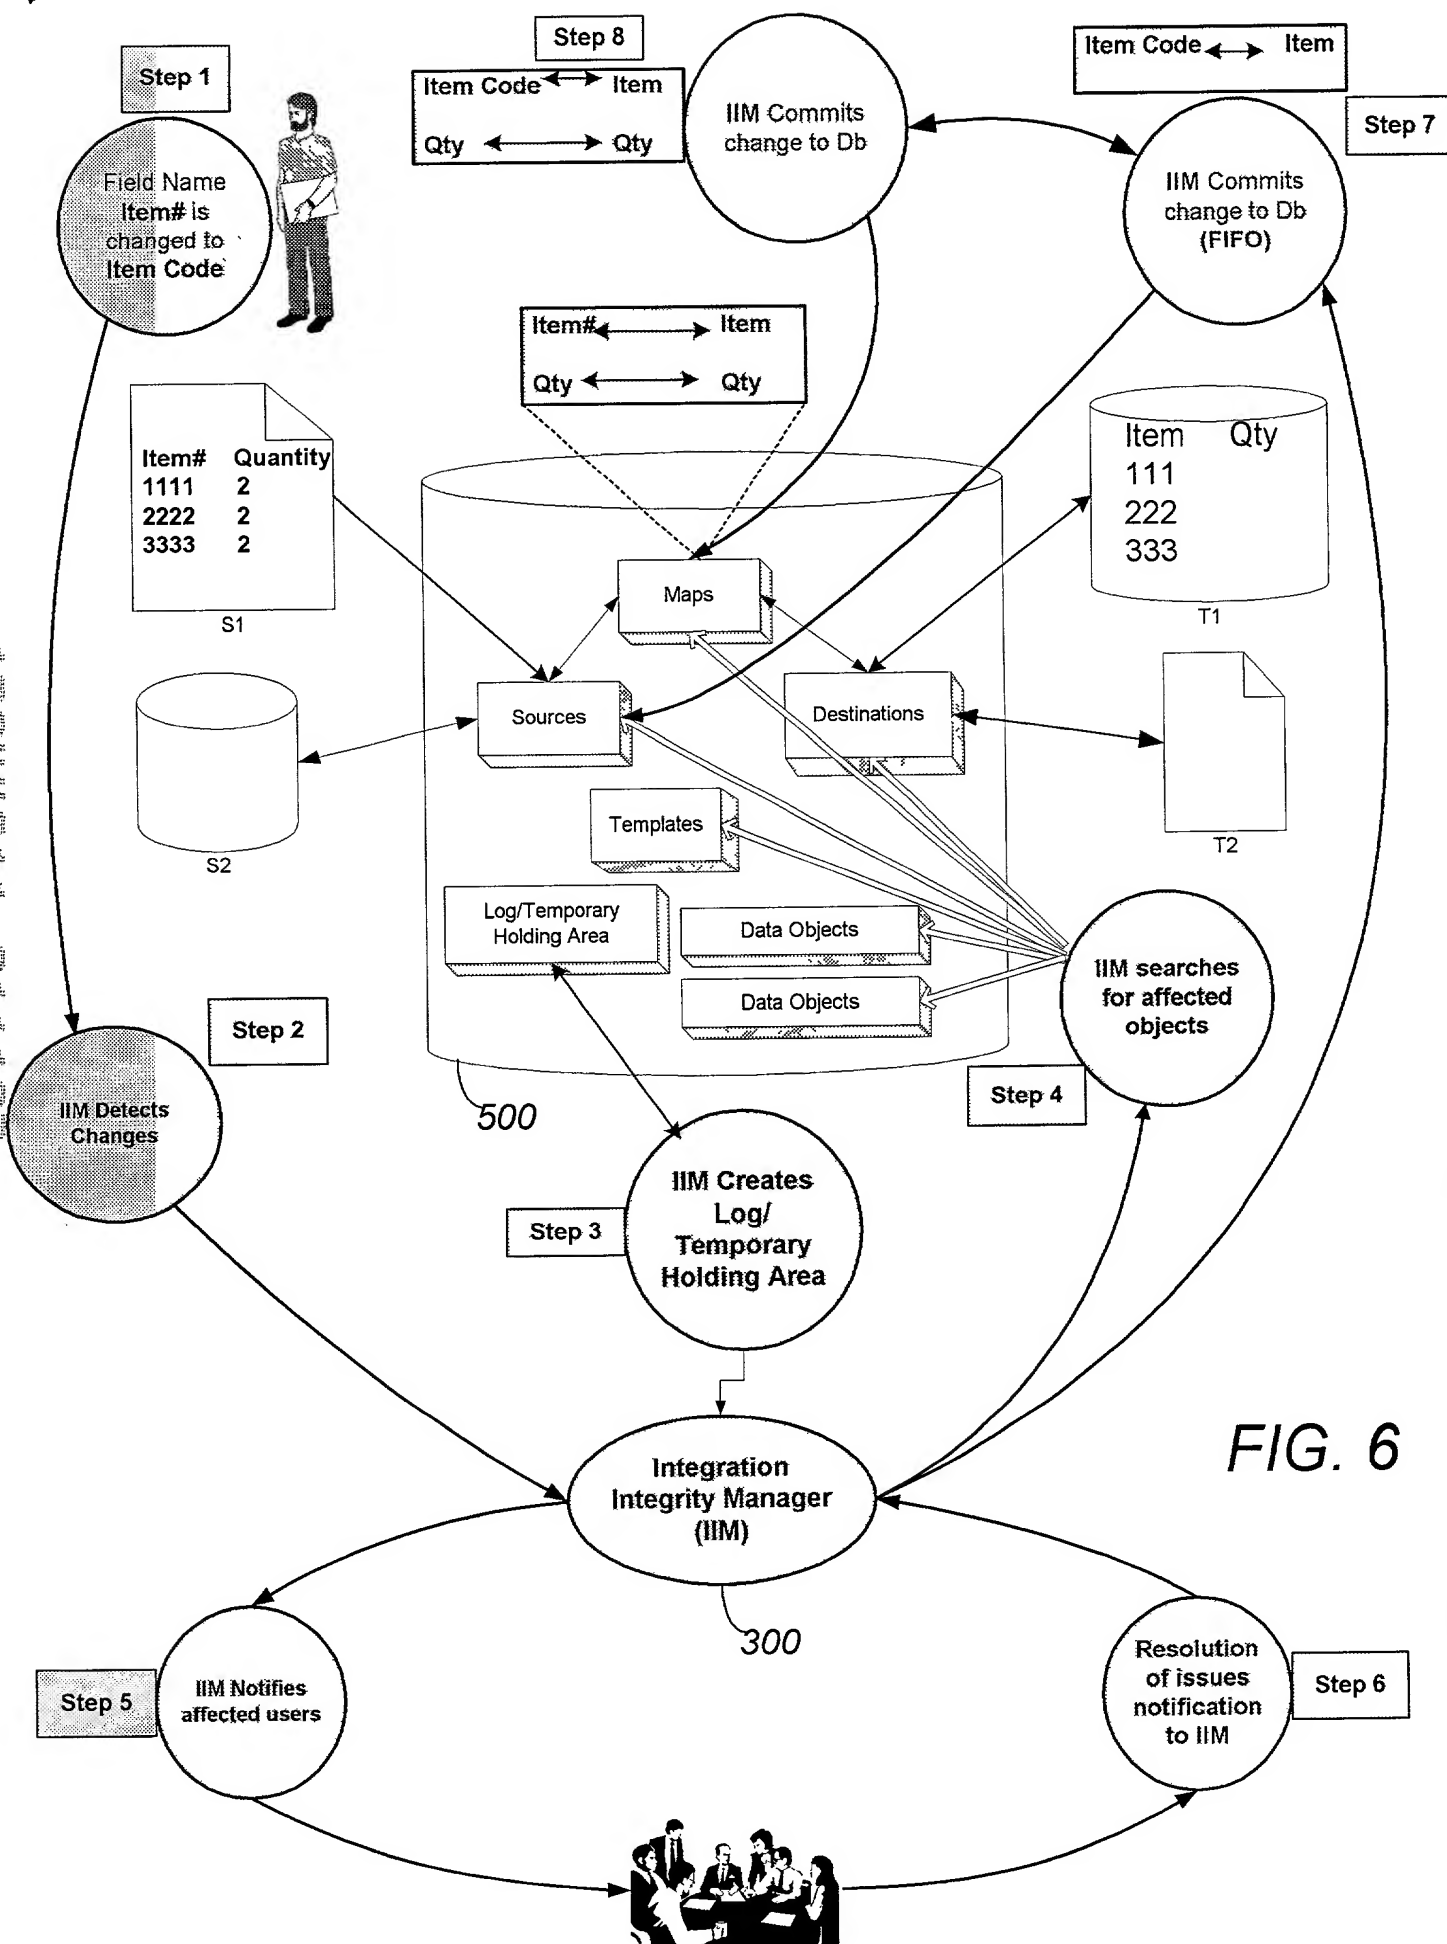 Step 8
Item Code Item
Qty Qty
IIM Commits
change to Db
Item Code Item
Step 7
IIM Commits
change to Db
(FIFO)
Step 1
Field Name
Item# is
changed to
Item Code
Item# Item
Qty Qty
Item# Quantity
1111 2
2222 2
3333 2
S1
Item Qty
111
222
333
T1
Maps
Sources
Destinations
S2
T2
Templates
Log/Temporary
Holding Area
Data Objects
Data Objects
IIM searches
for affected
objects
Step 4
500
Step 2
IIM Detects
Changes
Step 3
IIM Creates
Log/
Temporary
Holding Area
FIG. 6
Integration
Integrity Manager
(IIM)
300
Step 5
IIM Notifies
affected users
Resolution
of issues
notification
to IIM
Step 6